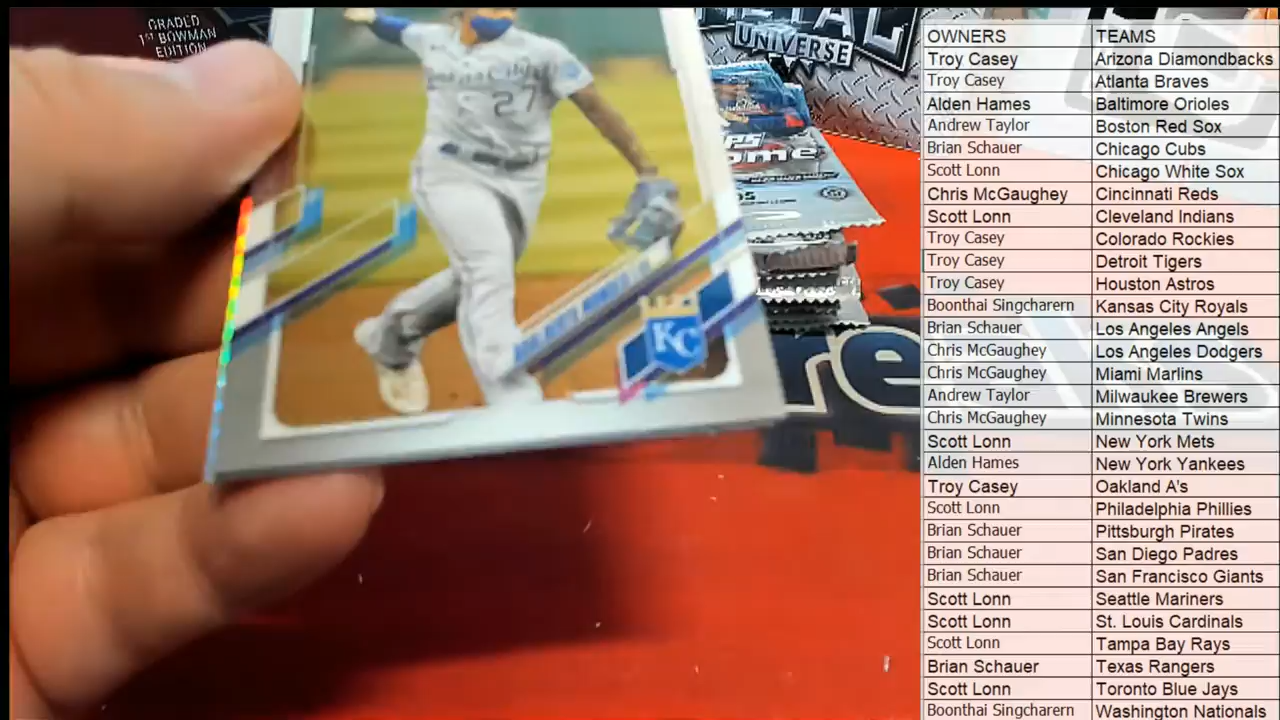 GRADED
1ST BOWMAN
EDITION
METAL
UNIVERSE
27
KC
OWNERS TEAMS
Troy Casey Arizona Diamondbacks
Troy Casey Atlanta Braves
Alden Hames Baltimore Orioles
Andrew Taylor Boston Red Sox
Brian Schauer Chicago Cubs
Scott Lonn Chicago White Sox
Chris McGaughey Cincinnati Reds
Scott Lonn Cleveland Indians
Troy Casey Colorado Rockies
Troy Casey Detroit Tigers
Troy Casey Houston Astros
Boonthai Singcharern Kansas City Royals
Brian Schauer Los Angeles Angels
Chris McGaughey Los Angeles Dodgers
Chris McGaughey Miami Marlins
Andrew Taylor Milwaukee Brewers
Chris McGaughey Minnesota Twins
Scott Lonn New York Mets
Alden Hames New York Yankees
Troy Casey Oakland A's
Scott Lonn Philadelphia Phillies
Brian Schauer Pittsburgh Pirates
Brian Schauer San Diego Padres
Brian Schauer San Francisco Giants
Scott Lonn Seattle Mariners
Scott Lonn St. Louis Cardinals
Scott Lonn Tampa Bay Rays
Brian Schauer Texas Rangers
Scott Lonn Toronto Blue Jays
Boonthai Singcharern Washington Nationals